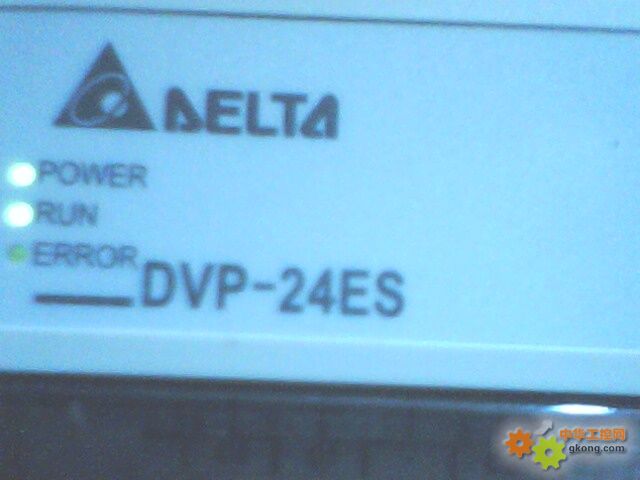 DELTA
POWER
RUN
ERROR
DVP-24ES
中华工控网
gkong.com